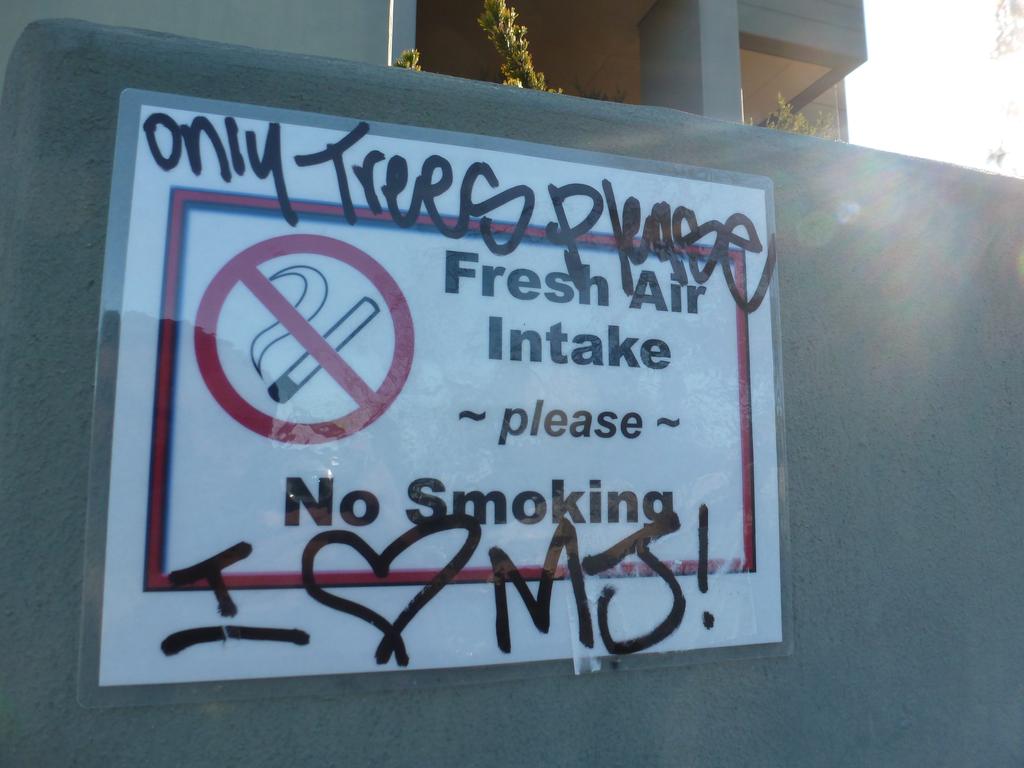 only Trees please
Fresh Air
Intake
~ please ~
No Smoking
I ♥ MJ!